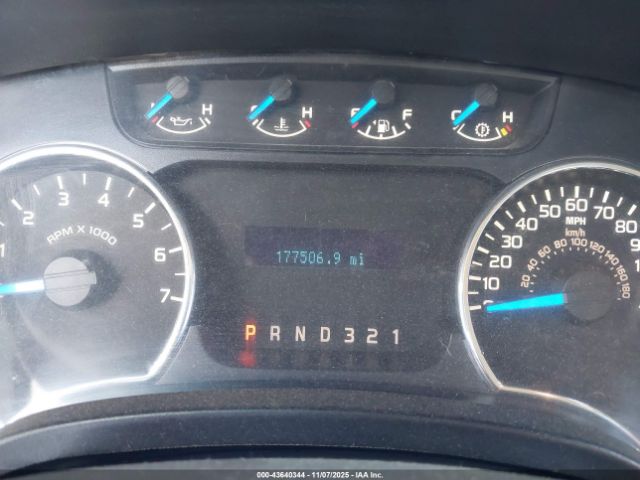 L H C H E F C H
1 2 3 4 5 6 7
RPM X 1000
177506.9 mi
P R N D 3 2 1
0 10 20 30 40 50 60 70 80
MPH
km/h
20 40 60 80 100 120 140 160 180
000-43640344 | 11/07/2025 - IAA Inc.